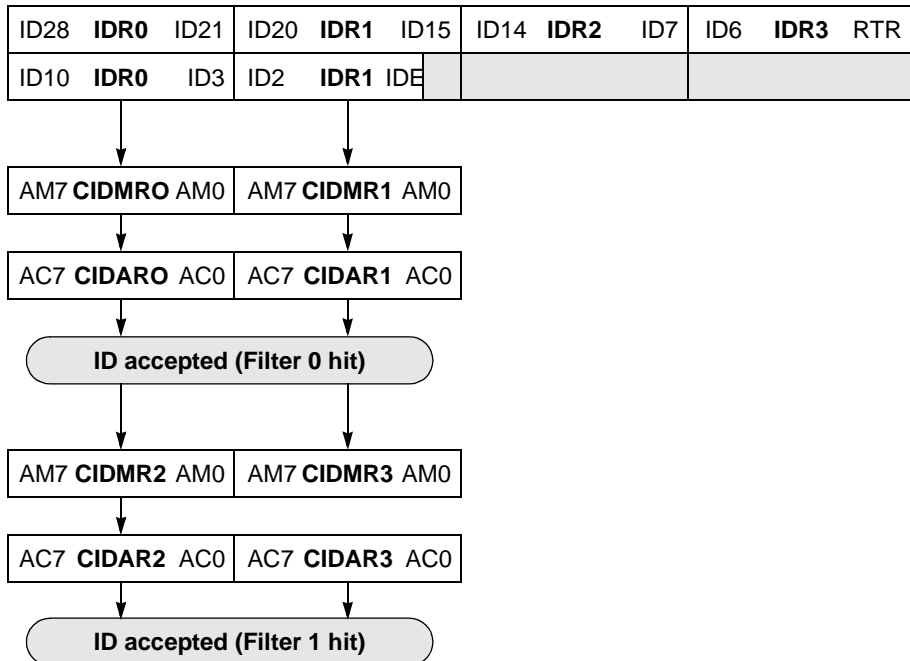 ID28 IDR0 ID21 ID20 IDR1 ID15 ID14 IDR2 ID7 ID6 IDR3 RTR
ID10 IDR0 ID3 ID2 IDR1 IDE
AM7 CIDMRO AM0 AM7 CIDMR1 AM0
AC7 CIDARO AC0 AC7 CIDAR1 AC0
ID accepted (Filter 0 hit)
AM7 CIDMR2 AM0 AM7 CIDMR3 AM0
AC7 CIDAR2 AC0 AC7 CIDAR3 AC0
ID accepted (Filter 1 hit)